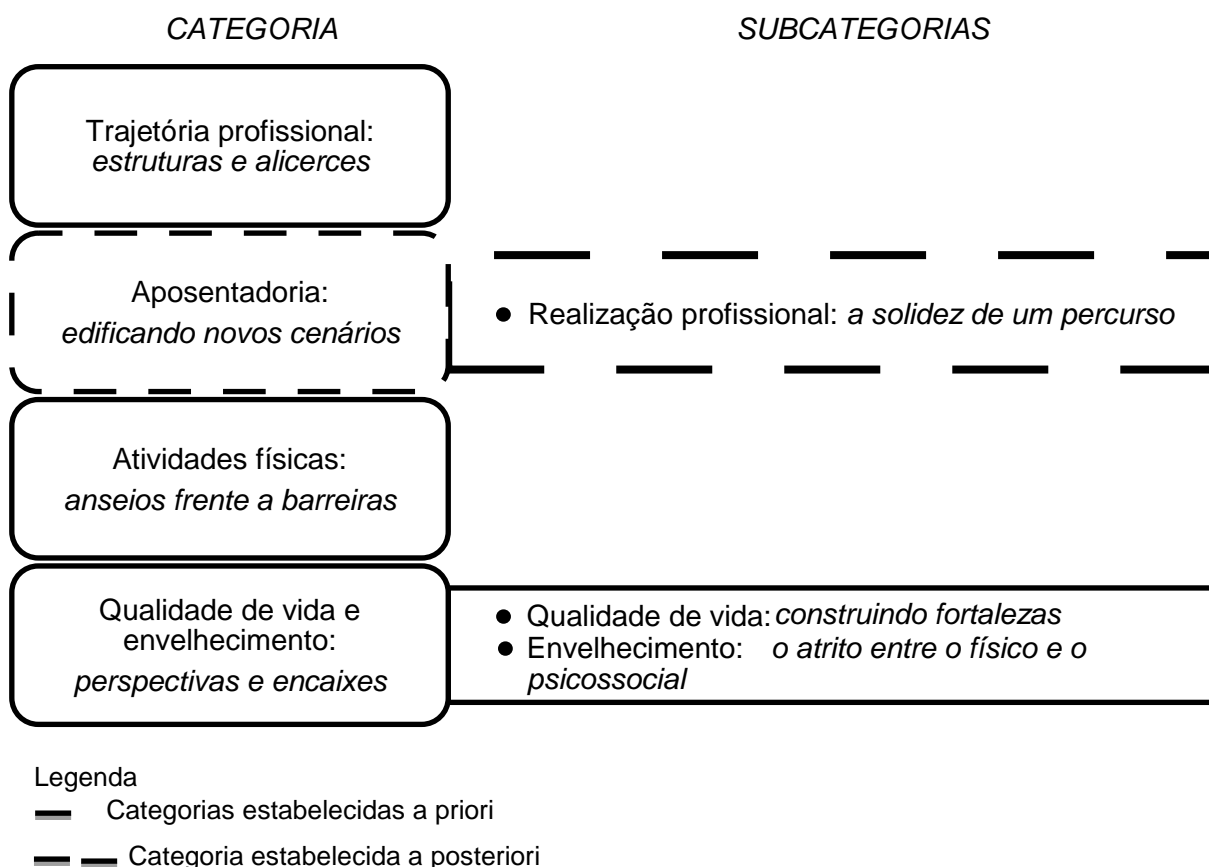 CATEGORIA
SUBCATEGORIAS
Trajetória profissional:
estruturas e alicerces
Aposentadoria:
edificando novos cenários
● Realização profissional: a solidez de um percurso
Atividades físicas:
anseios frente a barreiras
Qualidade de vida e
envelhecimento:
perspectivas e encaixes
● Qualidade de vida: construindo fortalezas
● Envelhecimento: o atrito entre o físico e o
psicossocial
Legenda
Categorias estabelecidas a priori
Categoria estabelecida a posteriori